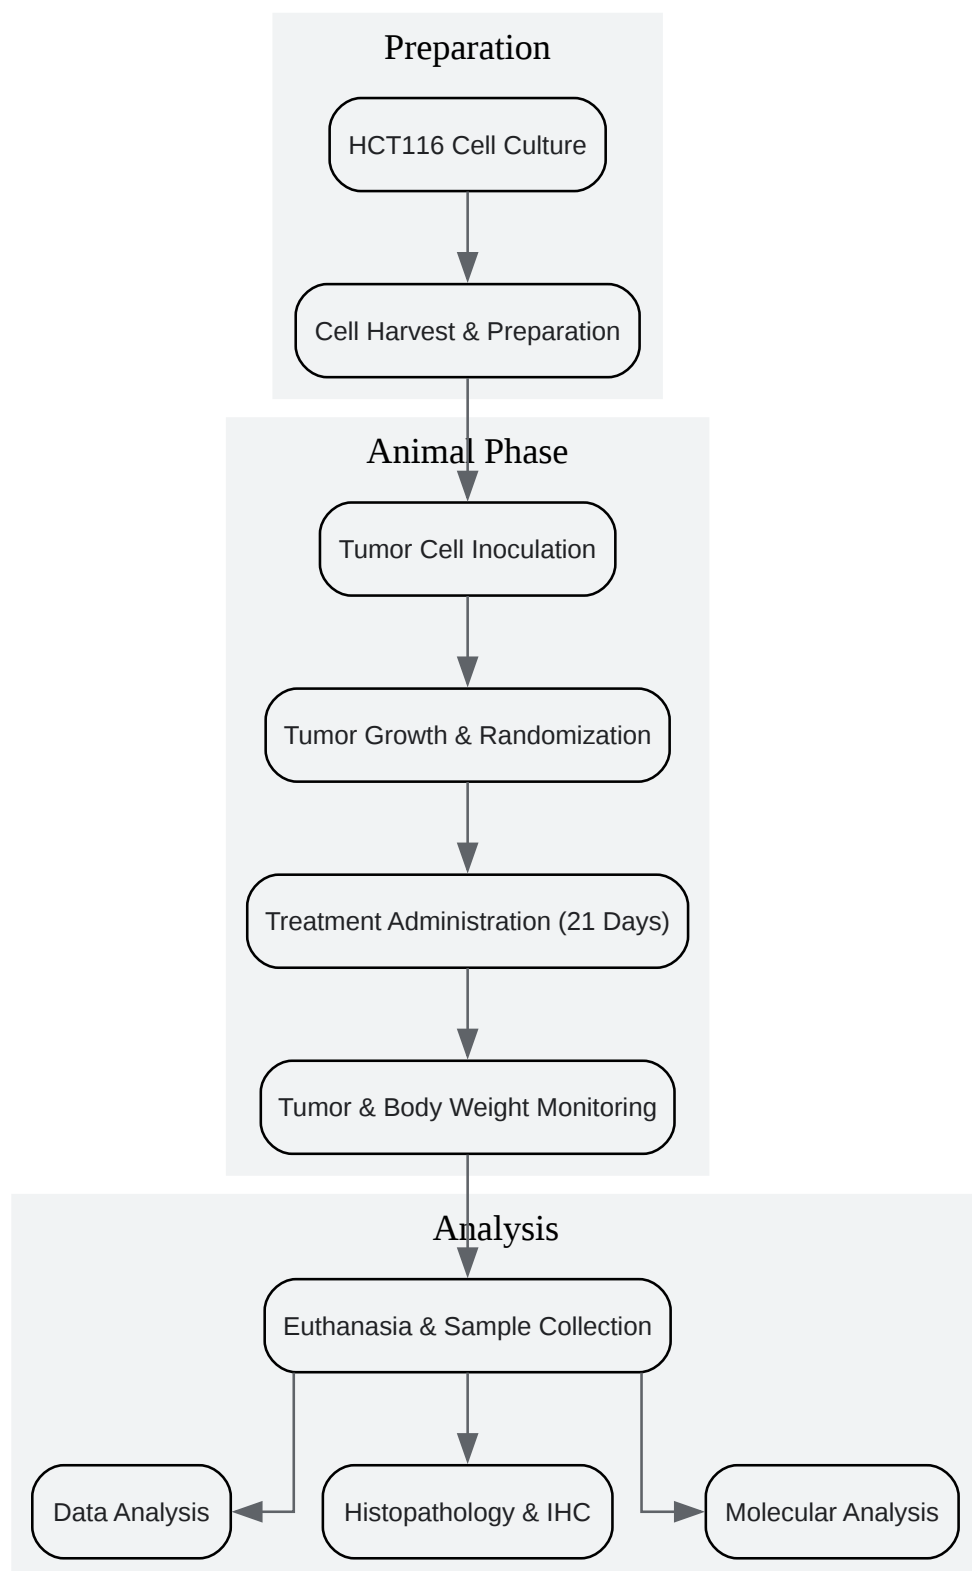 Preparation
HCT116 Cell Culture
Cell Harvest & Preparation
Animal Phase
Tumor Cell Inoculation
Tumor Growth & Randomization
Treatment Administration (21 Days)
Tumor & Body Weight Monitoring
Analysis
Euthanasia & Sample Collection
Data Analysis
Histopathology & IHC
Molecular Analysis